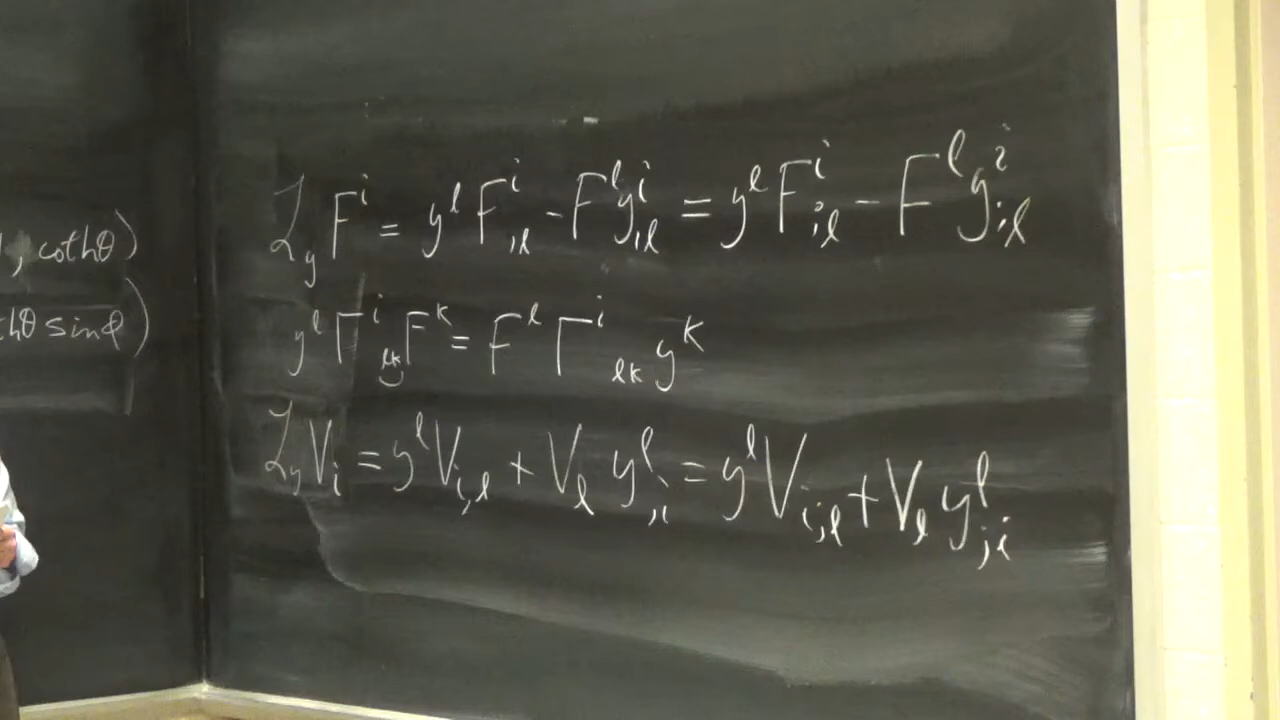 , cothθ)
thθ sinφ)
ℒ_y F^i = y^l F^i_{,l} - F^l y^i_{,l} = y^l F^i_{;l} - F^l y^i_{;l}
y^l Γ^i_{lk} F^k = F^l Γ^i_{lk} y^k
ℒ_y V_i = y^l V_{i,l} + V_l y^l_{,i} = y^l V_{i;l} + V_l y^l_{;i}